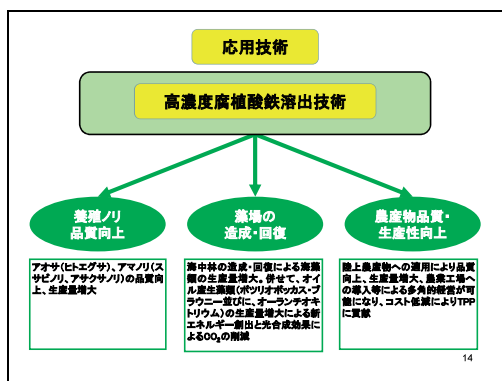 応用技術
高濃度腐植酸鉄溶出技術
養殖ノリ
品質向上
藻場の
造成・回復
農産物品質・
生産性向上
アオサ(ヒトエグサ)、アマノリ(ス
サビノリ、アサクサノリ)の品質向
上、生産量増大
海中林の造成・回復による海藻
類の生産量増大。併せて、オイ
ル産生藻類(ボツリオボッカス・ブ
ラウニー並びに、オーランチオキ
トリウム)の生産量増大による新
エネルギー創出と光合成効果に
よるCO₂の削減
陸上農産物への適用により品質
向上、生産量増大、農業工場へ
の導入等による多角的経営が可
能になり、コスト低減によりTPP
に貢献
14